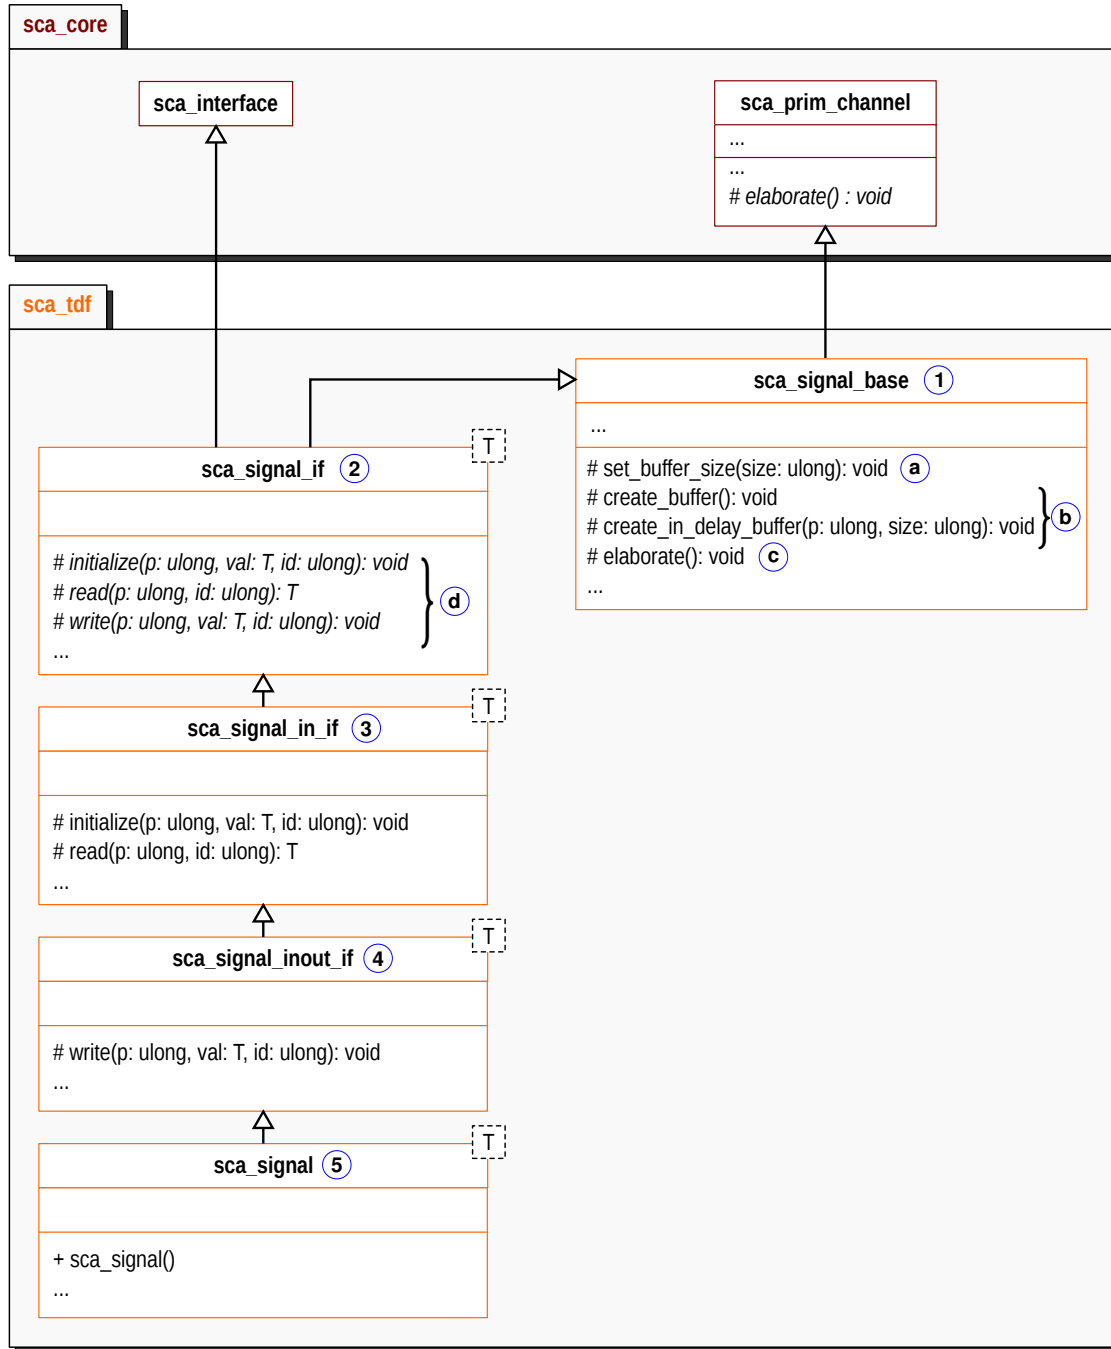 sca_core
sca_interface
sca_prim_channel
...
...
# elaborate() : void
sca_tdf
sca_signal_base 1
...
# set_buffer_size(size: ulong): void a
# create_buffer(): void
# create_in_delay_buffer(p: ulong, size: ulong): void
b
# elaborate(): void c
...
T
sca_signal_if 2
# initialize(p: ulong, val: T, id: ulong): void
# read(p: ulong, id: ulong): T
# write(p: ulong, val: T, id: ulong): void
d
...
T
sca_signal_in_if 3
# initialize(p: ulong, val: T, id: ulong): void
# read(p: ulong, id: ulong): T
...
T
sca_signal_inout_if 4
# write(p: ulong, val: T, id: ulong): void
...
T
sca_signal 5
+ sca_signal()
...